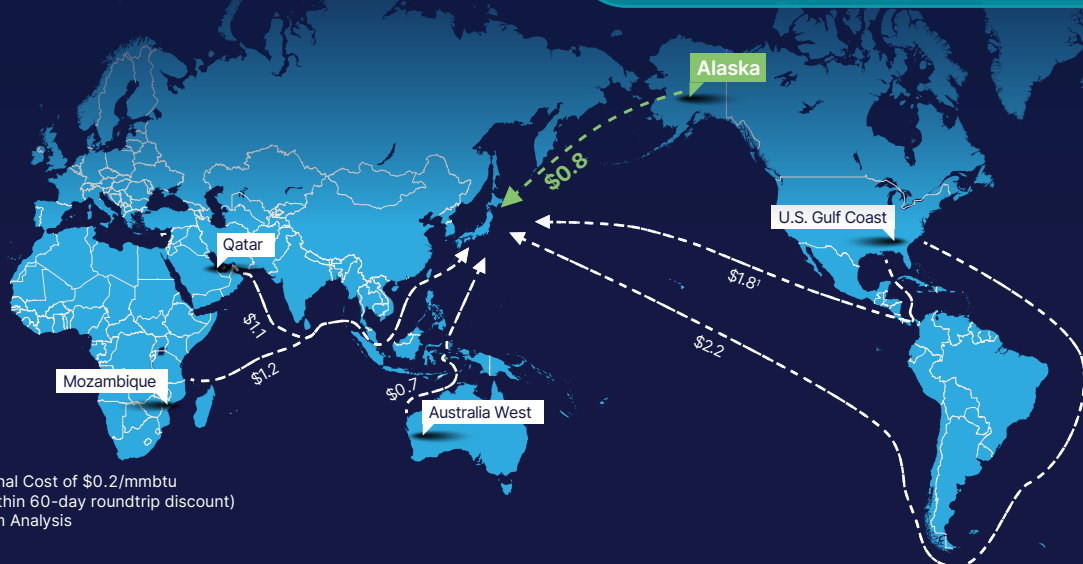 Alaska
$0.8
U.S. Gulf Coast
Qatar
$1.8¹
$1.1
$2.2
$1.2
Mozambique
$0.7
Australia West
nal Cost of $0.2/mmbtu
thin 60-day roundtrip discount)
n Analysis